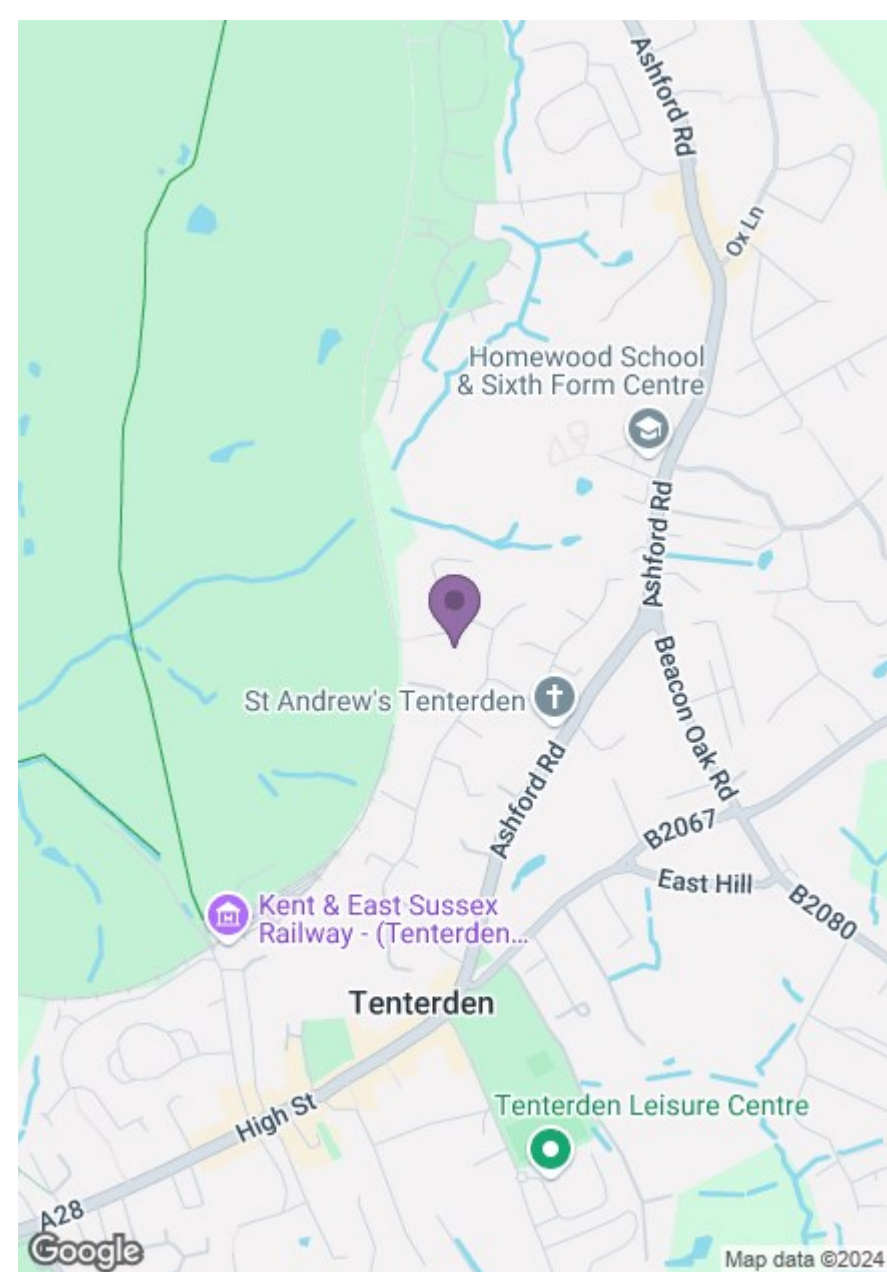 Ashford Rd
Ox Ln
Homewood School
& Sixth Form Centre
Ashford Rd
Beacon Oak Rd
St Andrew's Tenterden
Ashford Rd
B2067
East Hill
B2080
Kent & East Sussex
Railway - (Tenterden...
Tenterden
Tenterden Leisure Centre
High St
A28
Google
Map data ©2024